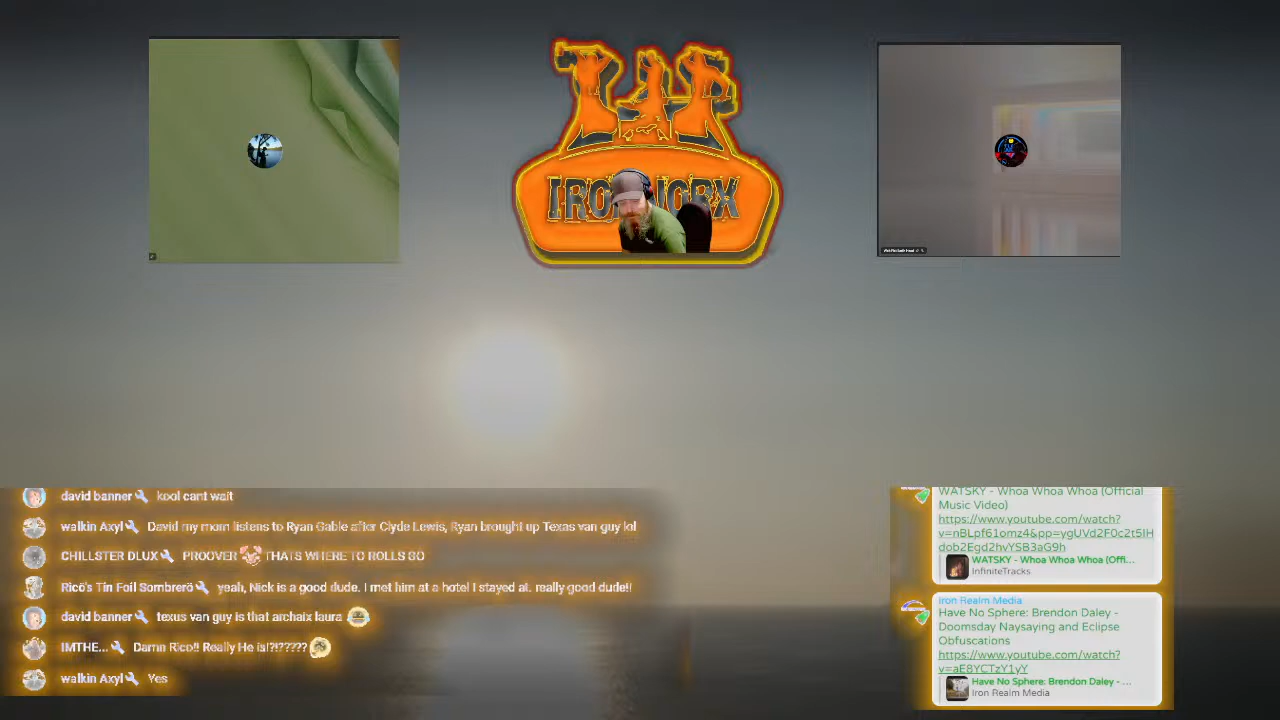 IRON WORX
david banner kool cant wait
walkin Axyl David my mom listens to Ryan Gable after Clyde Lewis, Ryan brought up Texas van guy lol
CHILLSTER DLUX PROOVER THATS WHERE TO ROLLS GO
Ricö's Tin Foil Sombrerö yeah, Nick is a good dude. I met him at a hotel I stayed at. really good dude!!
david banner texus van guy is that archaix laura
IMTHE... Damn Rico!! Really He is!?!?????
walkin Axyl Yes
WATSKY - Whoa Whoa Whoa (Official
Music Video)
https://www.youtube.com/watch?
v=nBLpf61omz4&pp=ygUVd2F0c2t5IHdob2Egd2hvYSB3aG9h
WATSKY - Whoa Whoa Whoa (Offi...
InfiniteTracks
Iron Realm Media
Have No Sphere: Brendon Daley -
Doomsday Naysaying and Eclipse
Obfuscations
https://www.youtube.com/watch?
v=aE8YCTzY1yY
Have No Sphere: Brendon Daley - ...
Iron Realm Media